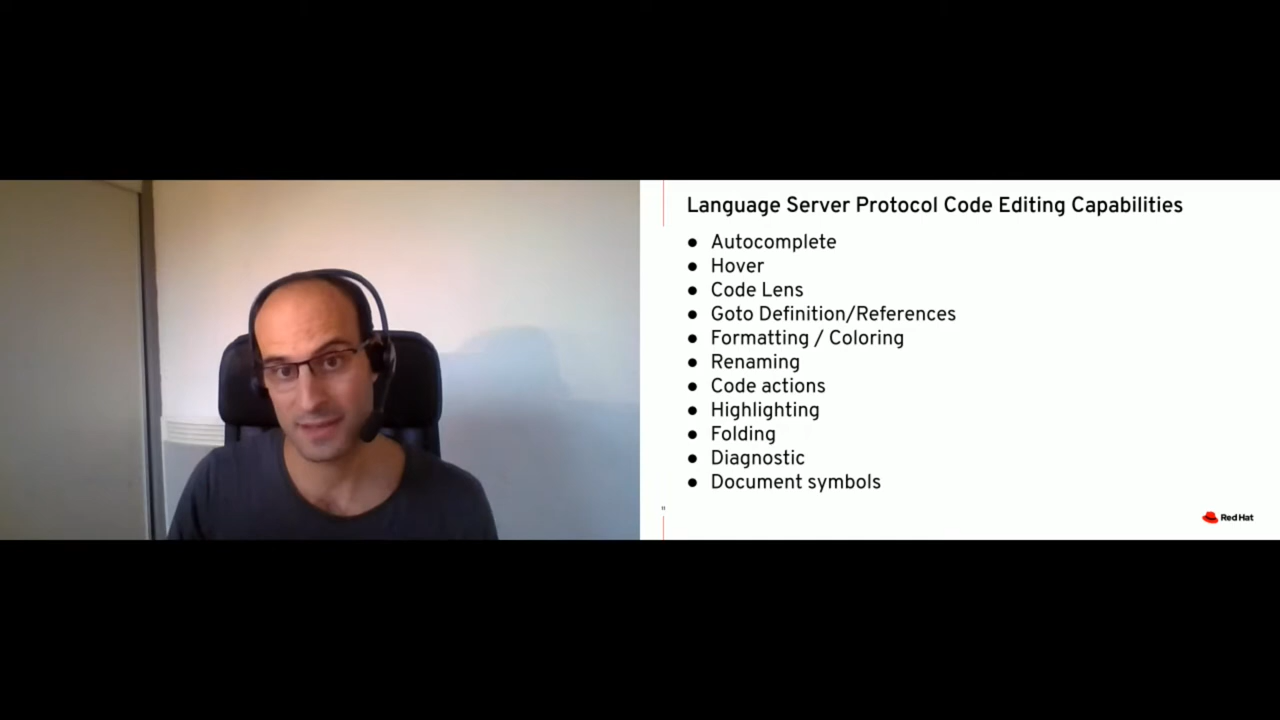 Language Server Protocol Code Editing Capabilities
● Autocomplete
● Hover
● Code Lens
● Goto Definition/References
● Formatting / Coloring
● Renaming
● Code actions
● Highlighting
● Folding
● Diagnostic
● Document symbols
Red Hat